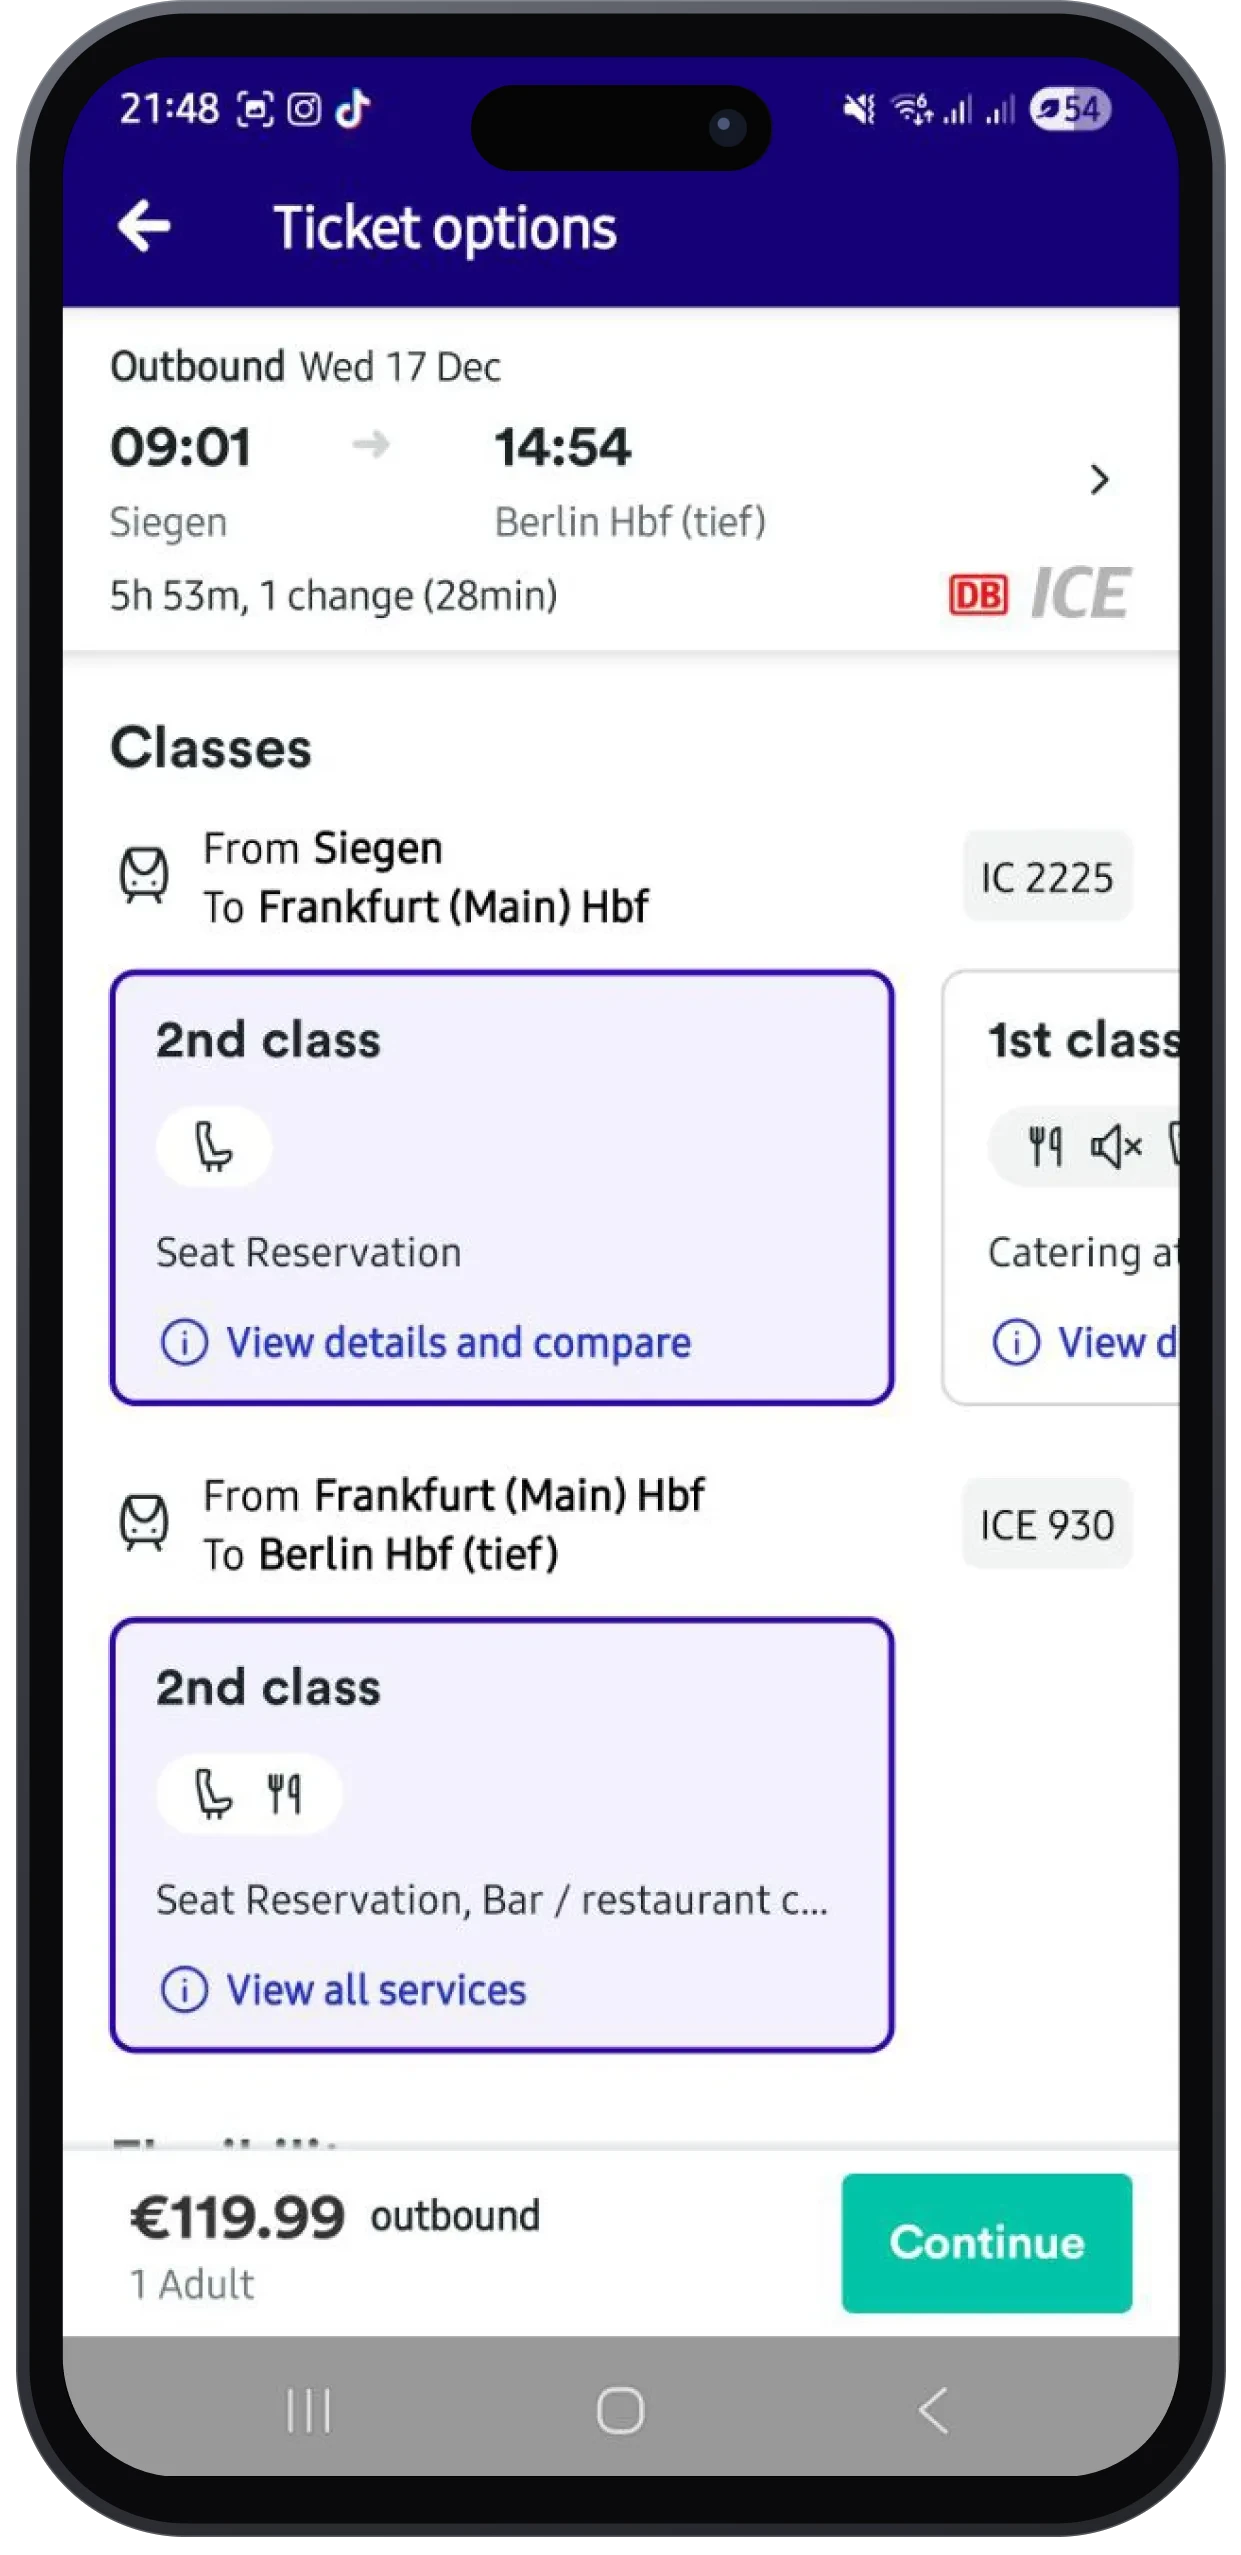 21:48
54
Ticket options
Outbound Wed 17 Dec
09:01 14:54
Siegen Berlin Hbf (tief)
5h 53m, 1 change (28min) DB ICE
Classes
From Siegen
To Frankfurt (Main) Hbf
IC 2225
2nd class
Seat Reservation
View details and compare
1st class
Catering
View
From Frankfurt (Main) Hbf
To Berlin Hbf (tief)
ICE 930
2nd class
Seat Reservation, Bar / restaurant c...
View all services
€119.99 outbound
1 Adult
Continue